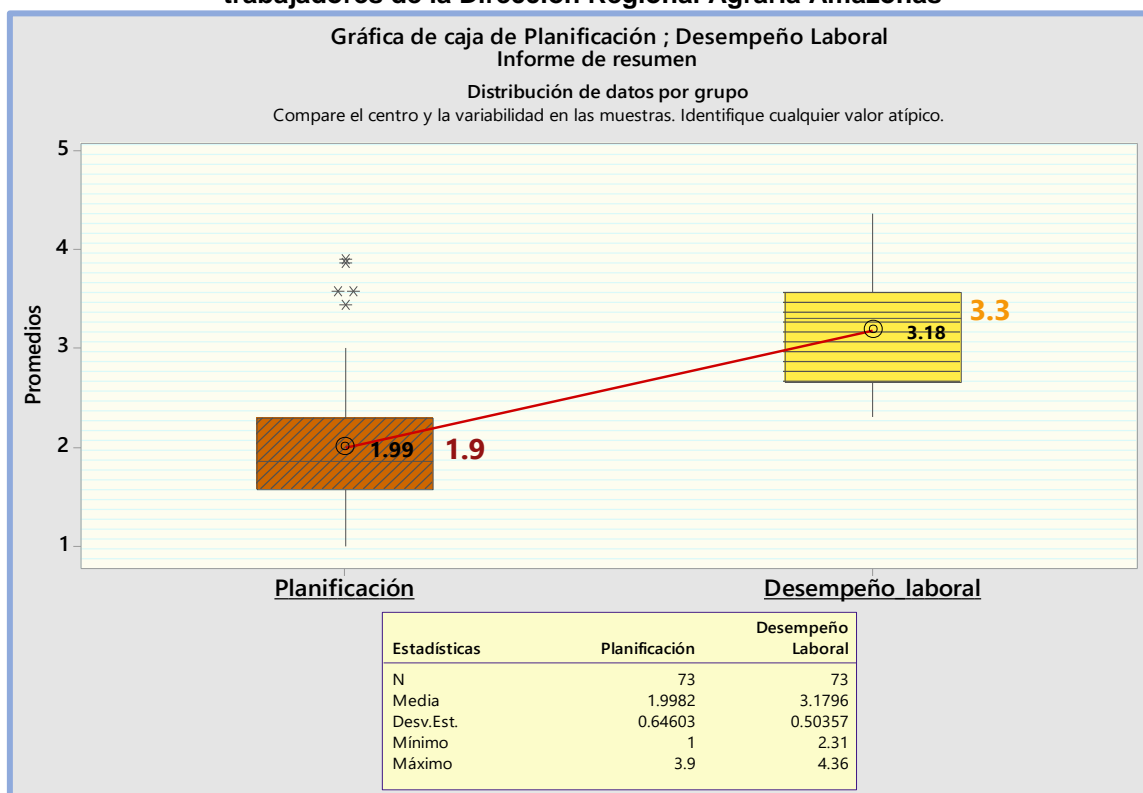 trabajadores de la Dirección Regional Agraria Amazonas
Gráfica de caja de Planificación ; Desempeño Laboral
Informe de resumen
Distribución de datos por grupo
Compare el centro y la variabilidad en las muestras. Identifique cualquier valor atípico.
Promedios
5
4
3
2
1
1.99
1.9
3.18
3.3
Planificación
Desempeño_laboral
Estadísticas Planificación Desempeño Laboral
N 73 73
Media 1.9982 3.1796
Desv.Est. 0.64603 0.50357
Mínimo 1 2.31
Máximo 3.9 4.36